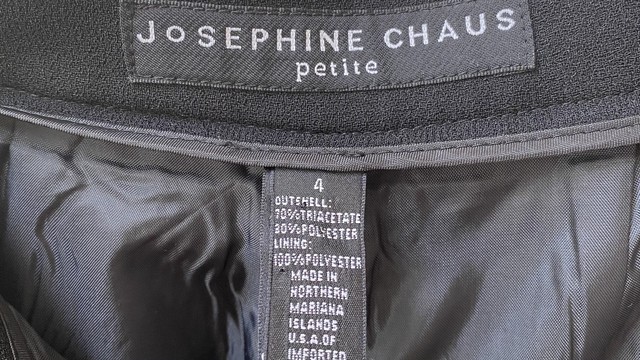 JoSEPHINE CHAUS
petite
4
OUTSHELL:
70%TRIACETATE
30%POLYESTER
LINING:
100%POLYESTER
MADE IN
NORTHERN
MARIANA
ISLANDS
U.S.A.OF
IMPORTED